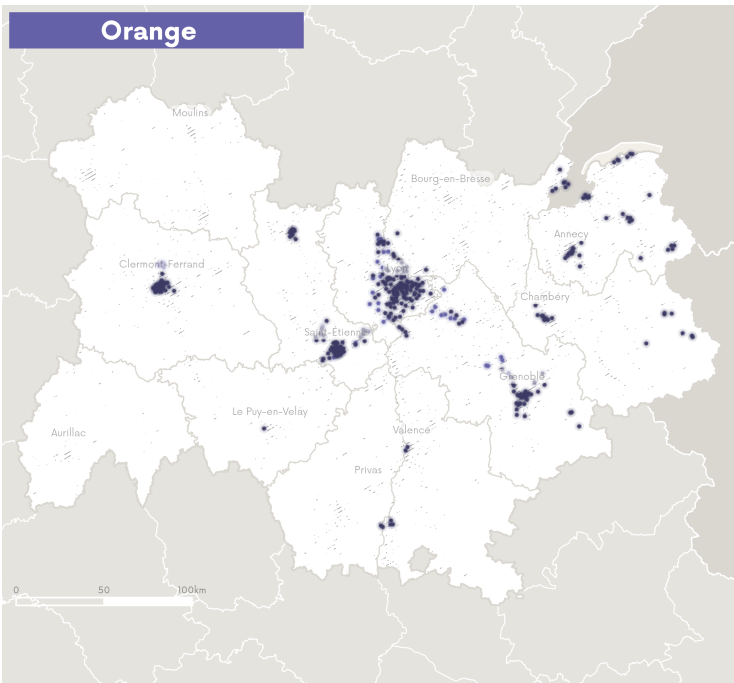 Orange
Moulins
Bourg-en-Bresse
Annecy
Clermont-Ferrand
Lyon
Chambéry
Saint-Étienne
Grenoble
Le Puy-en-Velay
Aurillac
Valence
Privas
0 50 100km